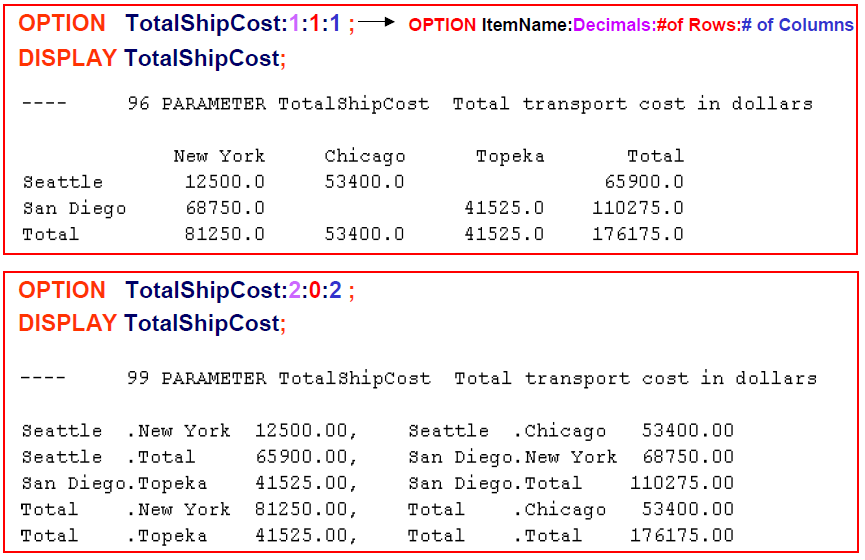 OPTION TotalShipCost:1:1:1 ; OPTION ItemName:Decimals:#of Rows:# of Columns
DISPLAY TotalShipCost;
---- 96 PARAMETER TotalShipCost Total transport cost in dollars
New York Chicago Topeka Total
Seattle 12500.0 53400.0 65900.0
San Diego 68750.0 41525.0 110275.0
Total 81250.0 53400.0 41525.0 176175.0
OPTION TotalShipCost:2:0:2 ;
DISPLAY TotalShipCost;
---- 99 PARAMETER TotalShipCost Total transport cost in dollars
Seattle .New York 12500.00, Seattle .Chicago 53400.00
Seattle .Total 65900.00, San Diego.New York 68750.00
San Diego.Topeka 41525.00, San Diego.Total 110275.00
Total .New York 81250.00, Total .Chicago 53400.00
Total .Topeka 41525.00, Total .Total 176175.00